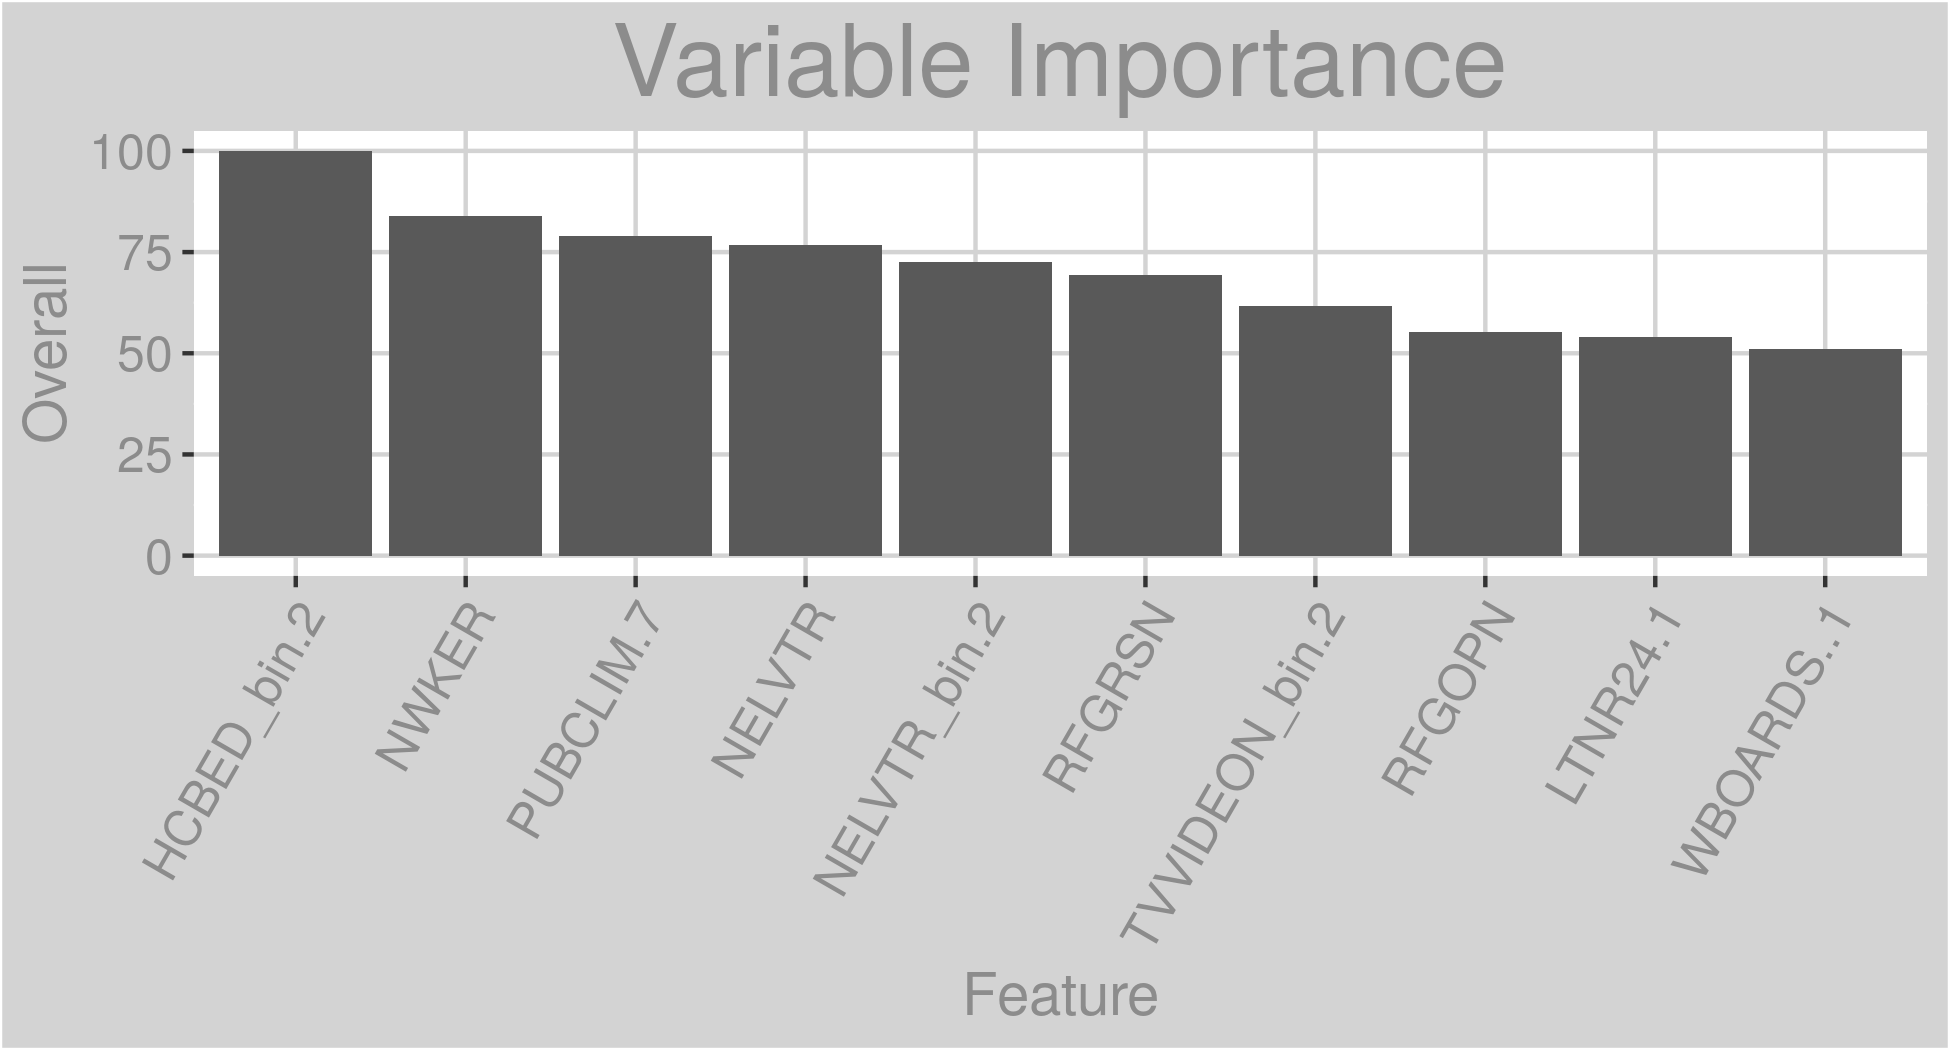 Variable Importance
Overall
100
75
50
25
0
HCBED_bin.2
NWKER
PUBCLIM.7
NELVTR
NELVTR_bin.2
RFGRSN
TVVIDEON_bin.2
RFGOPN
LTNR24.1
WBOARDS..1
Feature